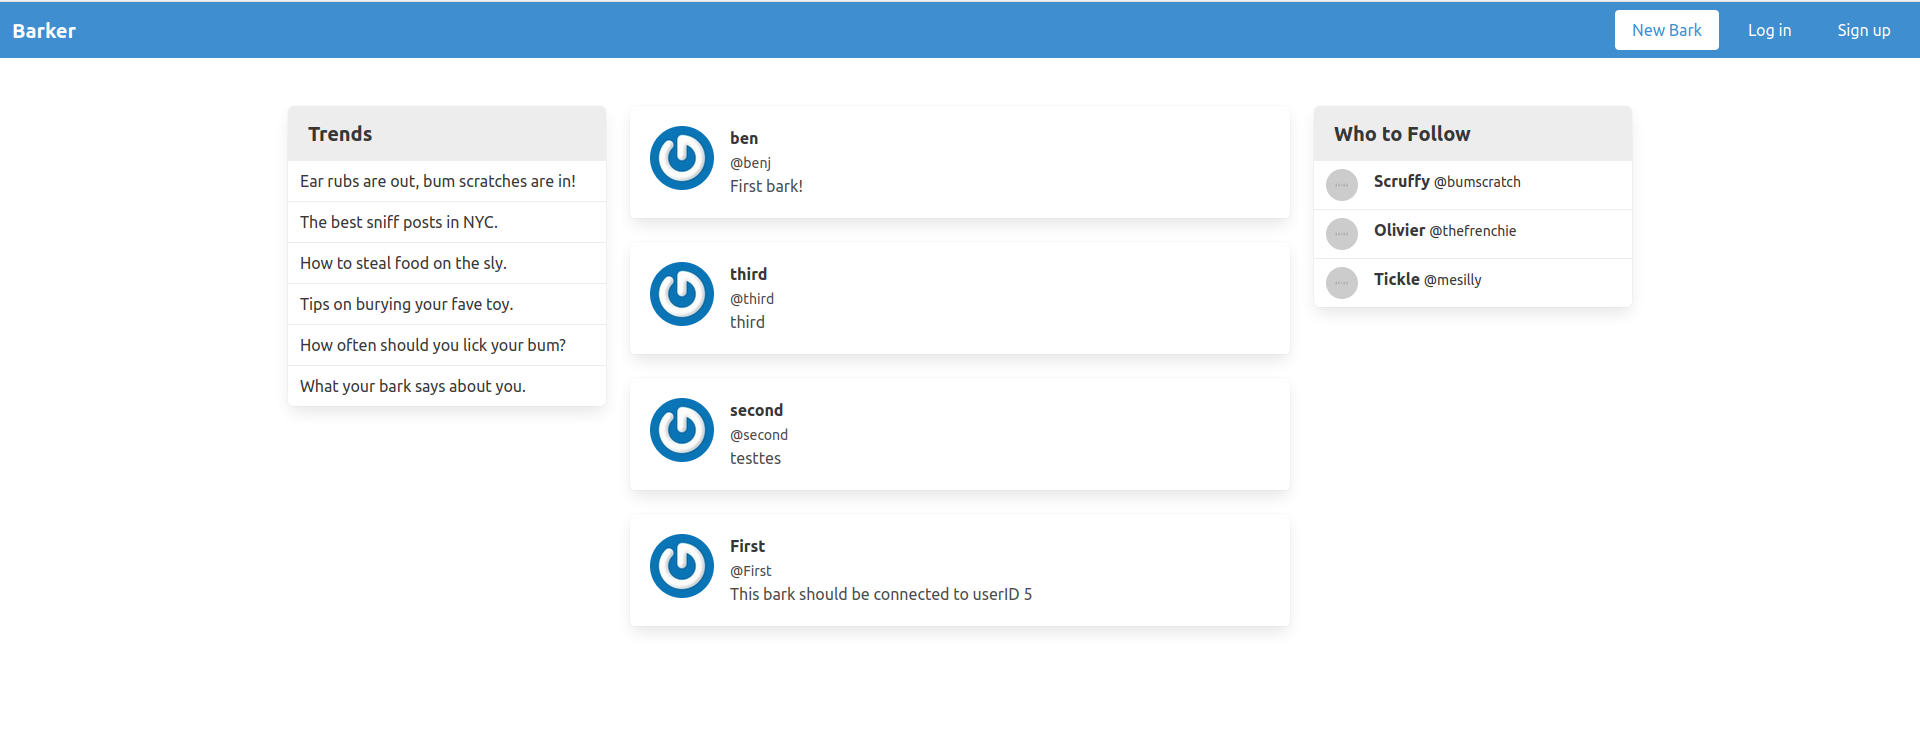 Barker
New Bark
Log in
Sign up
Trends
Ear rubs are out, bum scratches are in!
The best sniff posts in NYC.
How to steal food on the sly.
Tips on burying your fave toy.
How often should you lick your bum?
What your bark says about you.
ben
@benj
First bark!
third
@third
third
second
@second
testtes
First
@First
This bark should be connected to userID 5
Who to Follow
Scruffy @bumscratch
Olivier @thefrenchie
Tickle @mesilly